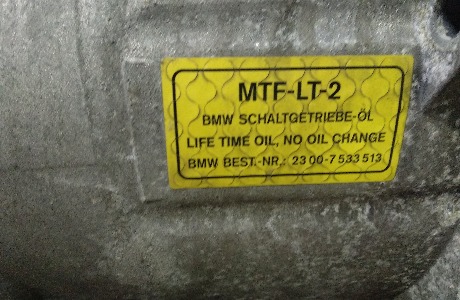 MTF-LT-2
BMW SCHALTGETRIEBE-ÖL
LIFE TIME OIL, NO OIL CHANGE
BMW BEST.-NR.: 23 00-7 533 513